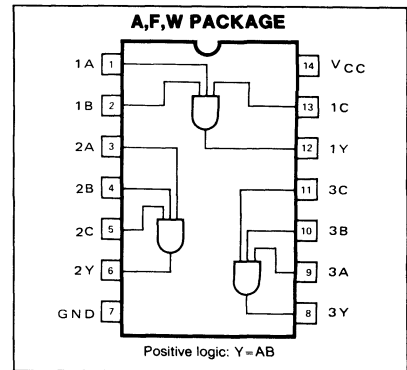 A,F,W PACKAGE
1A 1 14 VCC
1B 2 13 1C
2A 3 12 1Y
2B 4 11 3C
2C 5 10 3B
2Y 6 9 3A
GND 7 8 3Y
Positive logic: Y=AB